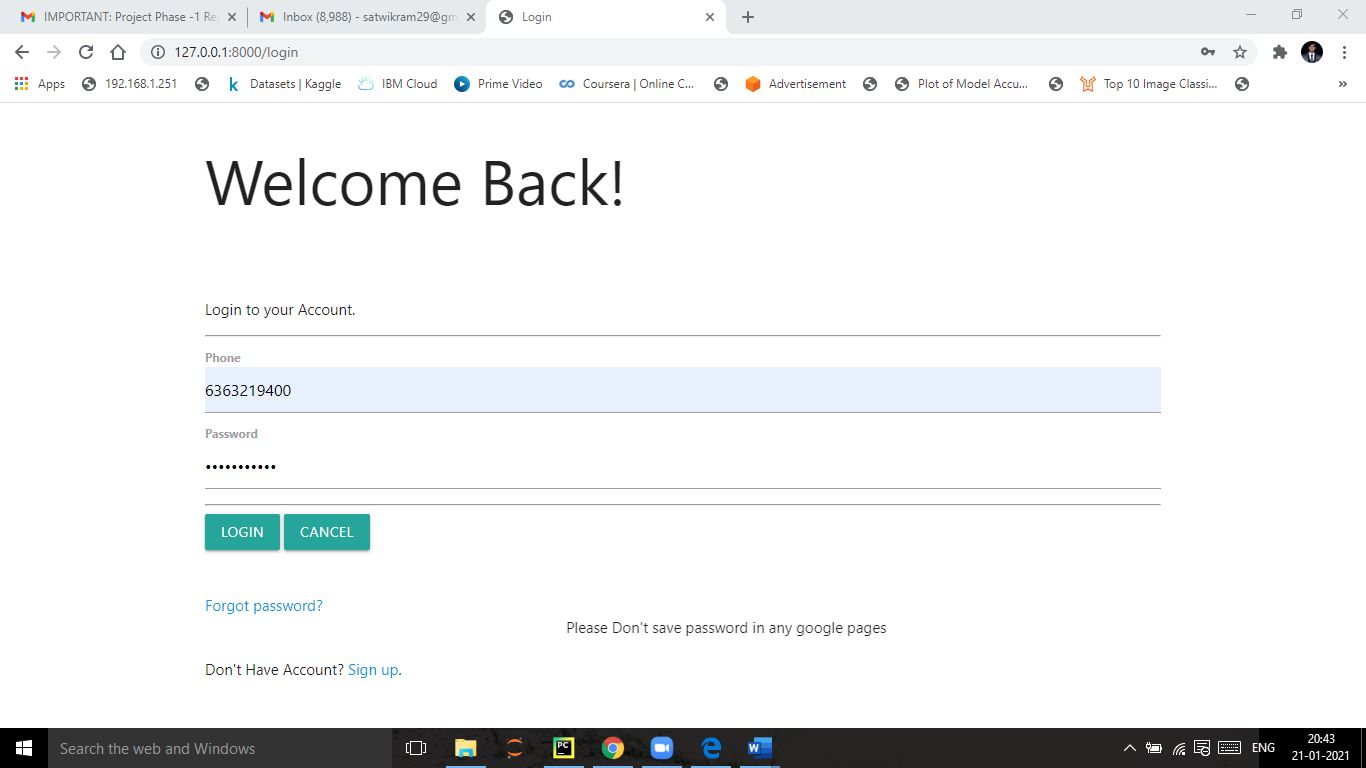 IMPORTANT: Project Phase -1 Re
Inbox (8,988) - satwikram29@gm
Login
127.0.0.1:8000/login
Apps
192.168.1.251
Datasets | Kaggle
IBM Cloud
Prime Video
Coursera | Online C...
Advertisement
Plot of Model Accu...
Top 10 Image Classi...
»
Welcome Back!
Login to your Account.
Phone
6363219400
Password
•••••••••••
LOGIN CANCEL
Forgot password?
Please Don't save password in any google pages
Don't Have Account? Sign up.
Search the web and Windows
ENG
20:43
21-01-2021